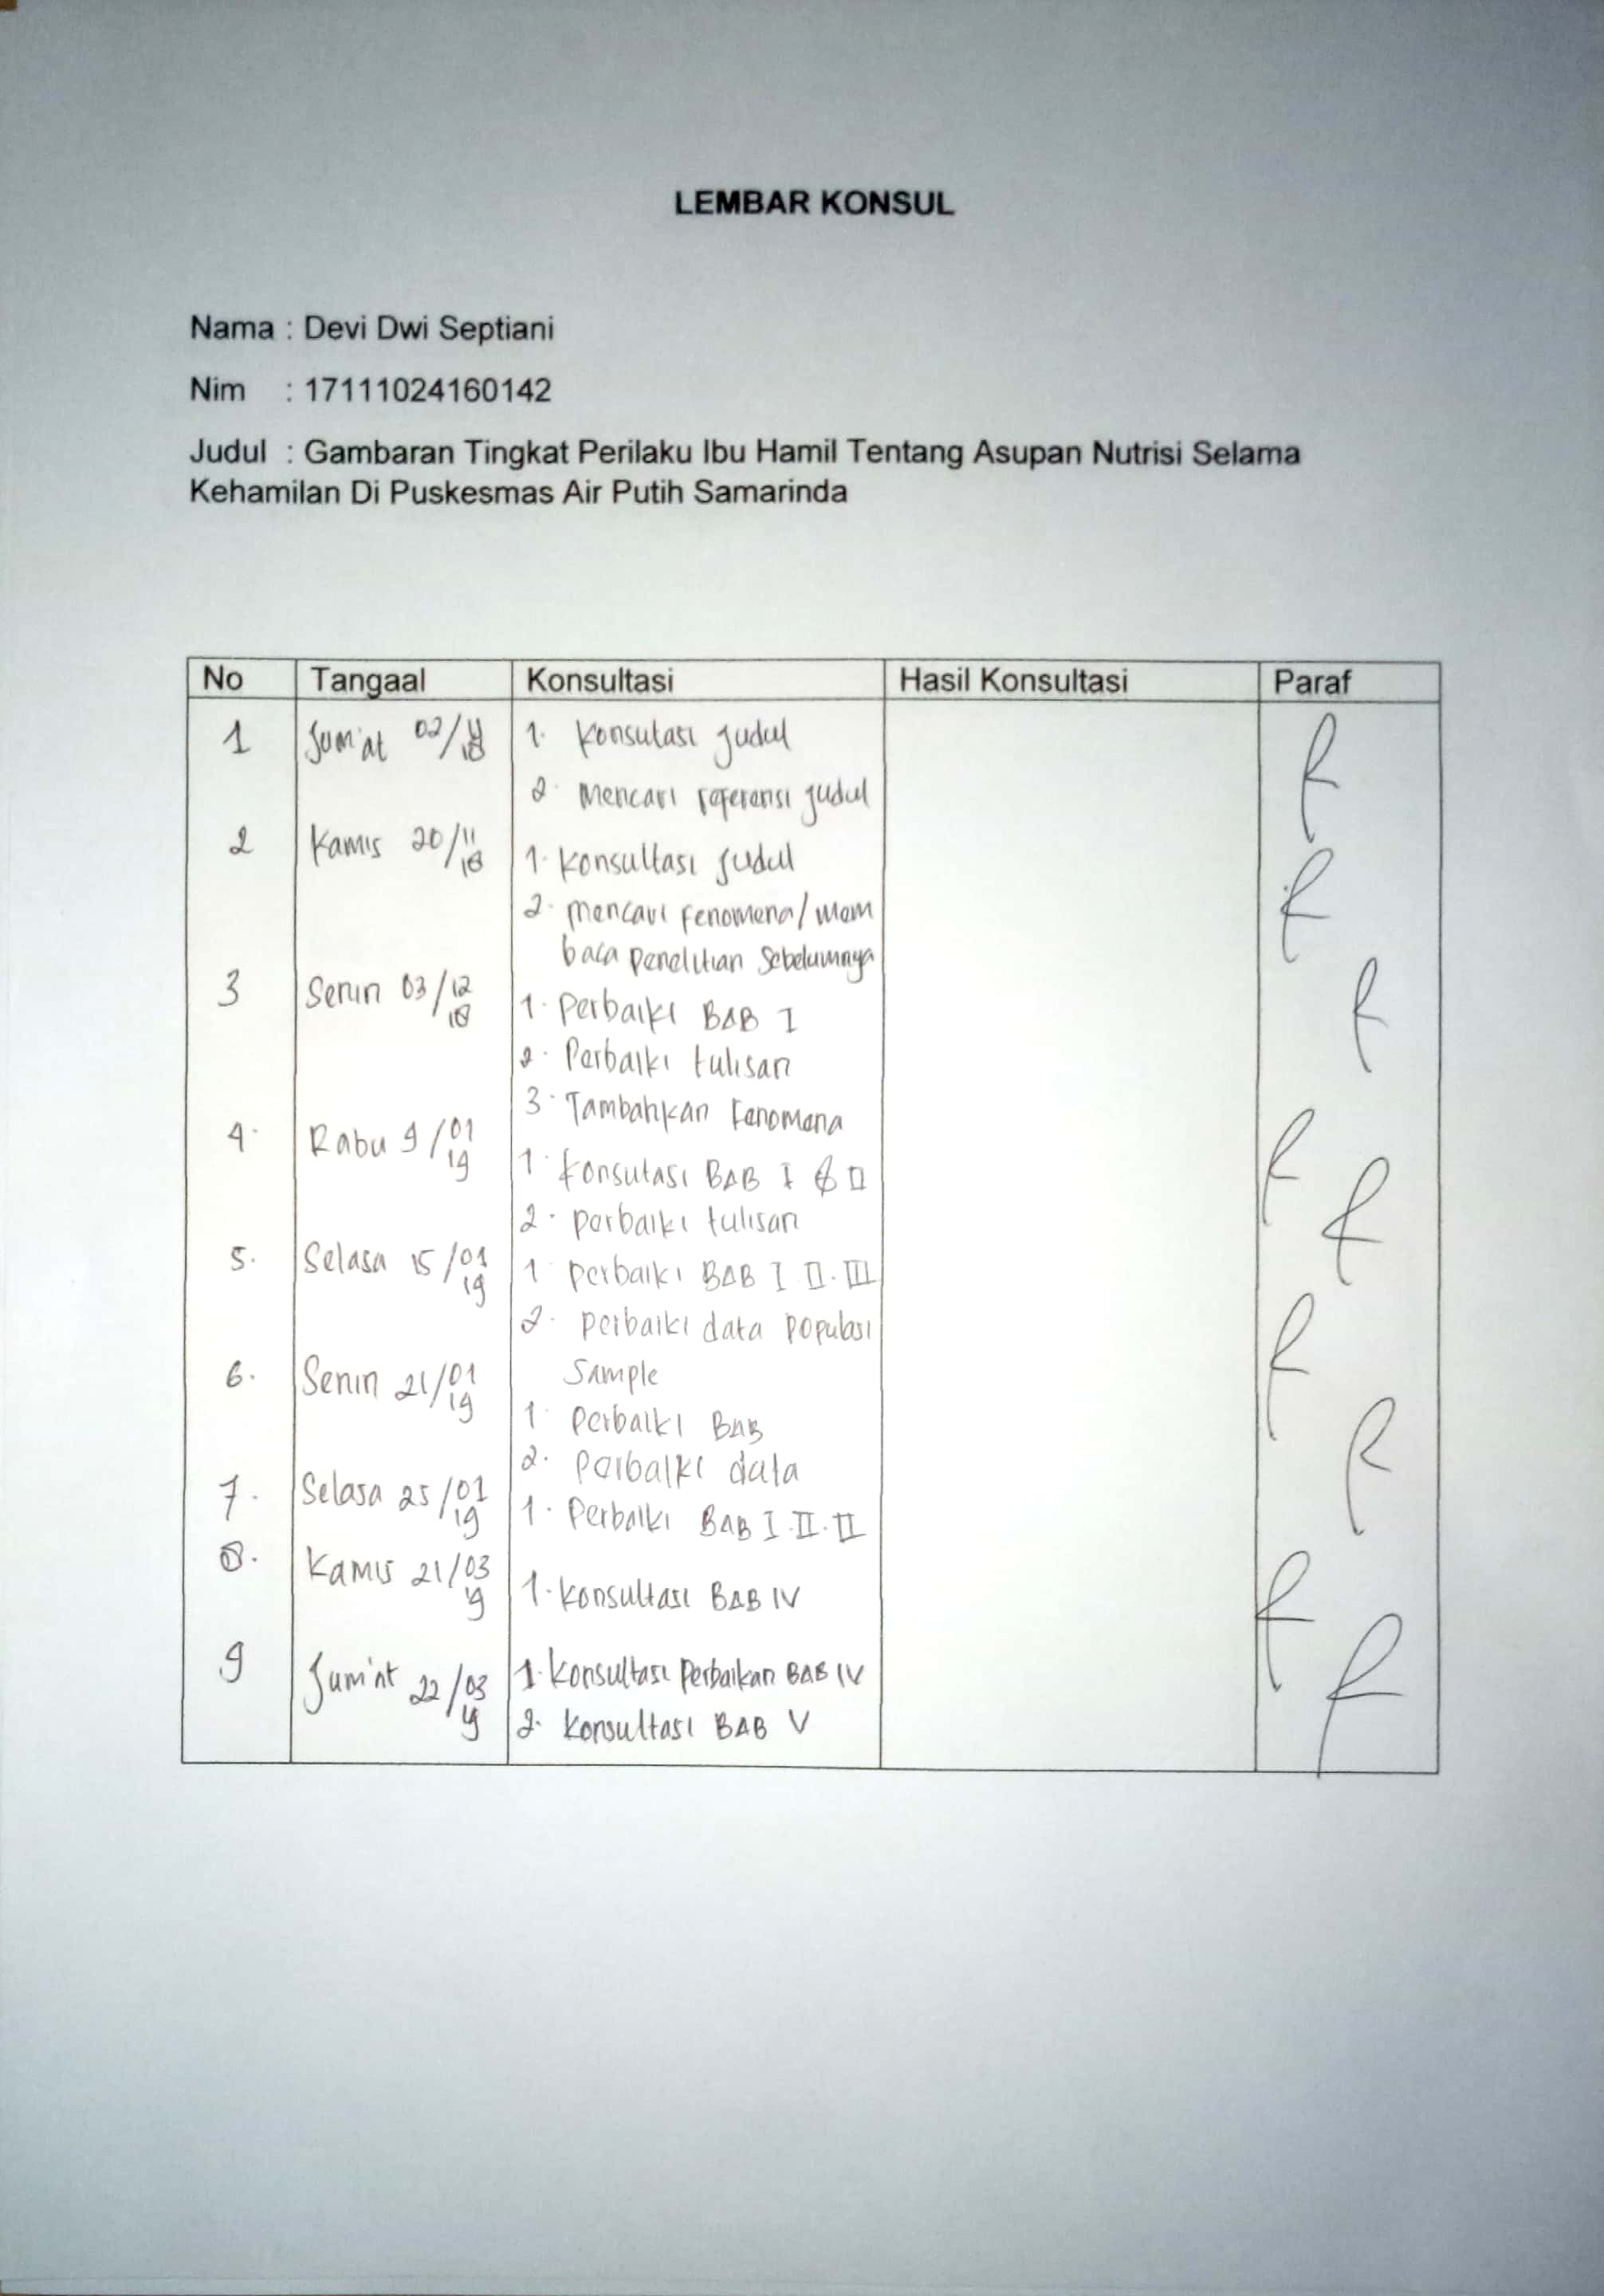 LEMBAR KONSUL
Nama : Devi Dwi Septiani
Nim : 17111024160142
Judul : Gambaran Tingkat Perilaku Ibu Hamil Tentang Asupan Nutrisi Selama
Kehamilan Di Puskesmas Air Putih Samarinda
No Tangaal Konsultasi Hasil Konsultasi Paraf
1 Jum'at 02/11/18 1. Konsutasi judul
2. Mencari referensi judul
2 Kamis 20/11/18 1. Konsultasi judul
2. mencari fenomena/mem
baca penelitian Sebelumnya
3 Senin 03/12/18 1. Perbaiki BAB I
2. Perbaiki tulisan
3. Tambahkan Fenomena
4. Rabu 9/01/19 1. Konsutasi BAB I & II
2. perbaiki tulisan
5. Selasa 15/01/19 1 perbaiki BAB I II. III
2. perbaiki data populasi
Sample
6. Senin 21/01/19 1 Perbaiki BAB
2. perbaiki data
7. Selasa 25/01/19 1. Perbaiki BAB I.II.II
8. Kamis 21/03/19 1. Konsultasi BAB IV
9 Jum'at 22/03/19 1. Konsultasi Perbaikan BAB IV
2. Konsultasi BAB V